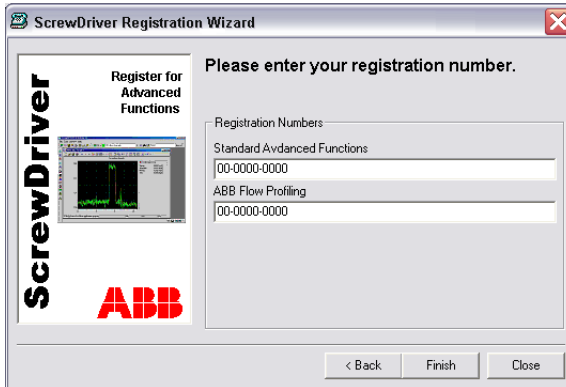 ScrewDriver Registration Wizard
ScrewDriver
Register for
Advanced
Functions
ABB
Please enter your registration number.
Registration Numbers
Standard Avdanced Functions
00-0000-0000
ABB Flow Profiling
00-0000-0000
< Back
Finish
Close